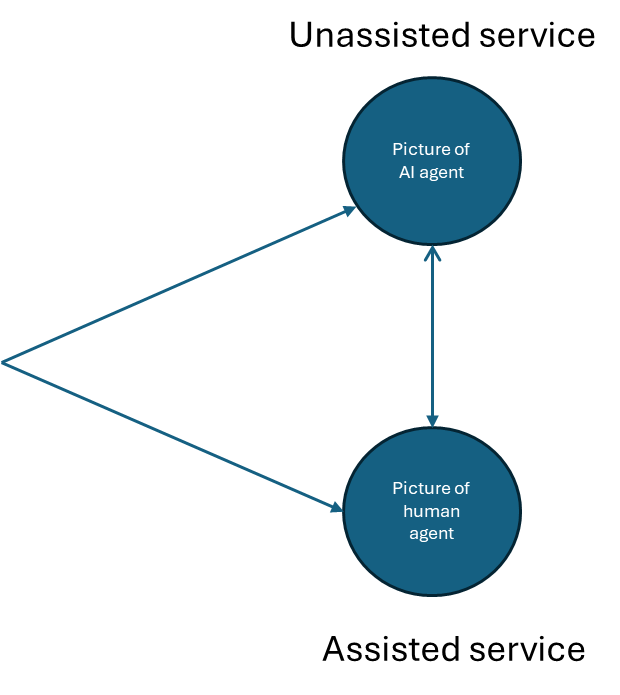 Unassisted service
Picture of
AI agent
Picture of
human
agent
Assisted service